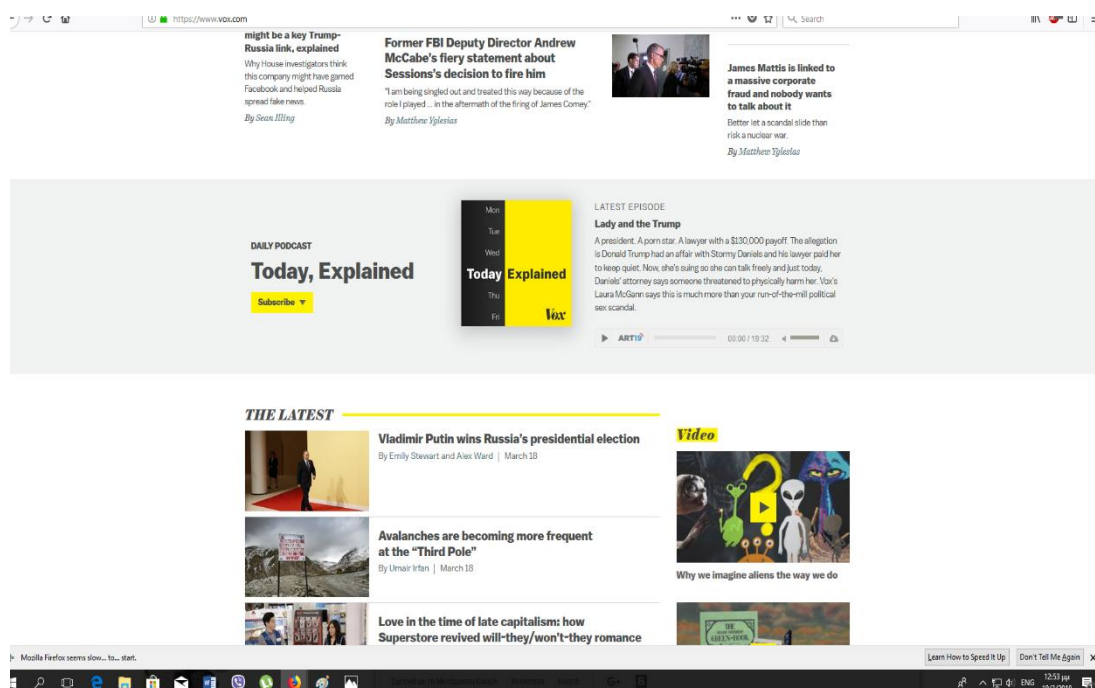 https://www.vox.com
Search
might be a key Trump-
Russia link, explained
Why House investigators think
this company might have gamed
Facebook and helped Russia
spread fake news.
By Sean Illing
Former FBI Deputy Director Andrew
McCabe's fiery statement about
Sessions's decision to fire him
"I am being singled out and treated this way because of the
role I played ... in the aftermath of the firing of James Comey."
By Matthew Yglesias
James Mattis is linked to
a massive corporate
fraud and nobody wants
to talk about it
Better let a scandal slide than
risk a nuclear war.
By Matthew Yglesias
DAILY PODCAST
Today, Explained
Subscribe
Mon
Tue
Wed
Today Explained
Thu
Fri
Vox
LATEST EPISODE
Lady and the Trump
A president. A porn star. A lawyer with a $130,000 payoff. The allegation
is Donald Trump had an affair with Stormy Daniels and his lawyer paid her
to keep quiet. Now, she's suing so she can talk freely and just today,
Daniels' attorney says someone threatened to physically harm her. Vox's
Laura McGann says this is much more than your run-of-the-mill political
sex scandal.
ART19
00:00 / 19:32
THE LATEST
Vladimir Putin wins Russia's presidential election
By Emily Stewart and Alex Ward | March 18
Avalanches are becoming more frequent
at the "Third Pole"
By Umair Irfan | March 18
Love in the time of late capitalism: how
Superstore revived will-they/won't-they romance
Video
Why we imagine aliens the way we do
THE
GREEN-BOOK
Mozilla Firefox seems slow... to... start.
Learn How to Speed It Up
Don't Tell Me Again
ENG
12:53 μμ